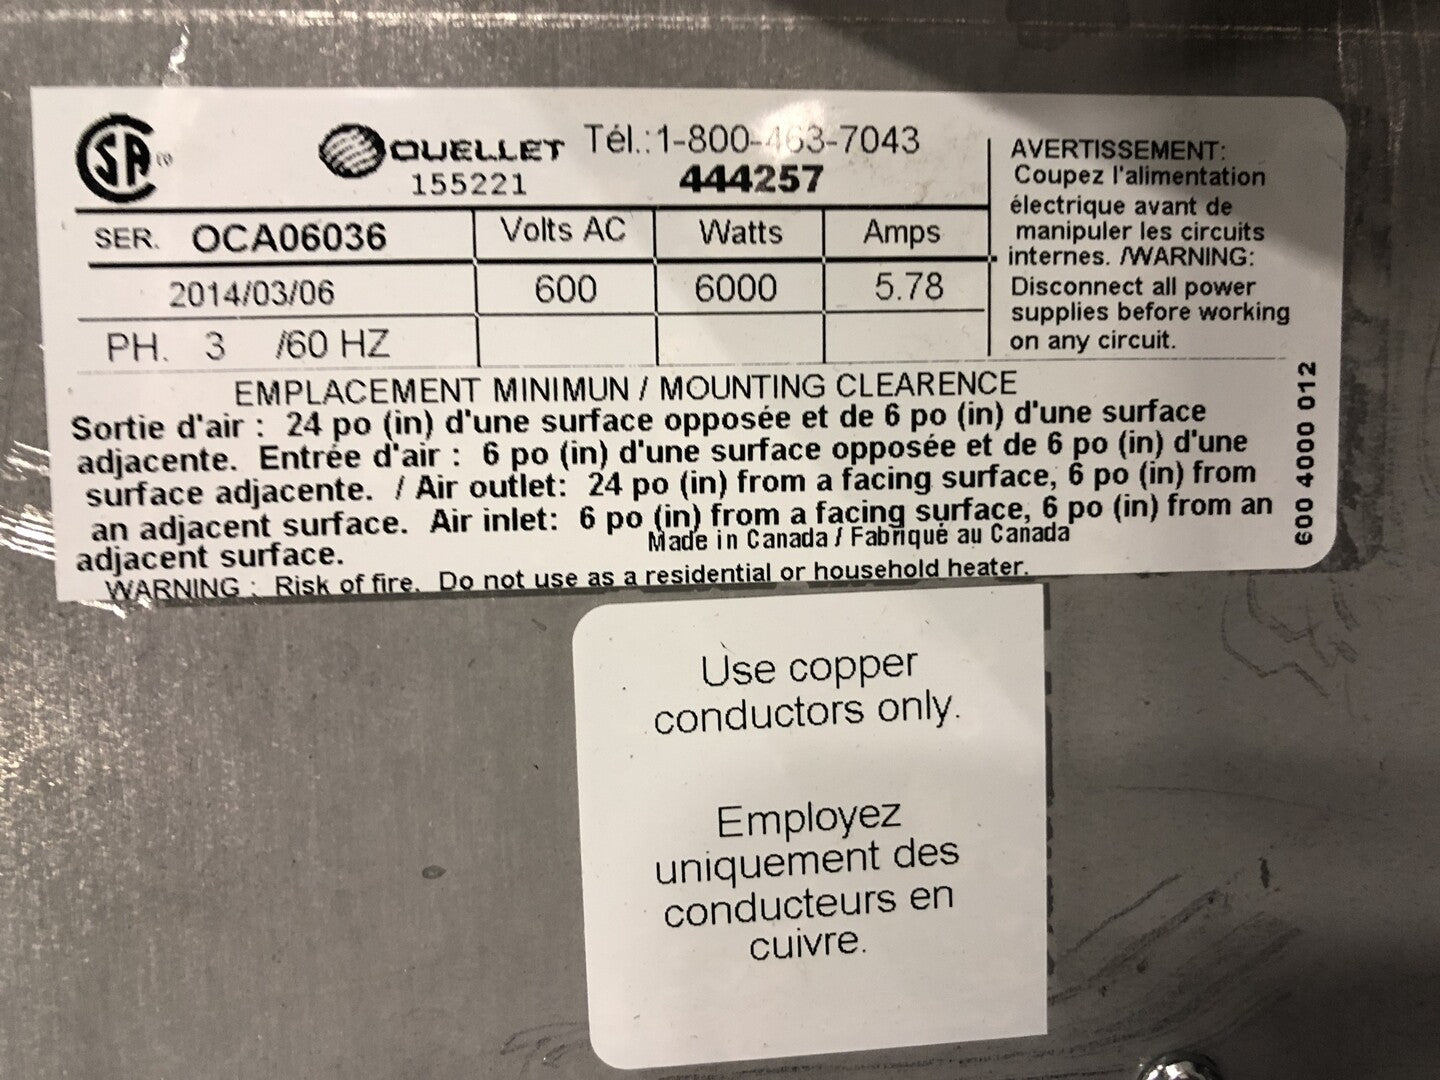 SA
OUELLET Tél.:1-800-463-7043
155221 444257
SER. OCA06036 Volts AC Watts Amps
2014/03/06 600 6000 5.78
PH. 3 /60 HZ
AVERTISSEMENT:
Coupez l'alimentation
électrique avant de
manipuler les circuits
internes. /WARNING:
Disconnect all power
supplies before working
on any circuit.
EMPLACEMENT MINIMUN / MOUNTING CLEARENCE
Sortie d'air : 24 po (in) d'une surface opposée et de 6 po (in) d'une surface
adjacente. Entrée d'air : 6 po (in) d'une surface opposée et de 6 po (in) d'une
surface adjacente. / Air outlet: 24 po (in) from a facing surface, 6 po (in) from
an adjacent surface. Air inlet: 6 po (in) from a facing surface, 6 po (in) from an
adjacent surface.
Made in Canada / Fabriqué au Canada
WARNING : Risk of fire. Do not use as a residential or household heater.
600 4000 012
Use copper
conductors only.
Employez
uniquement des
conducteurs en
cuivre.